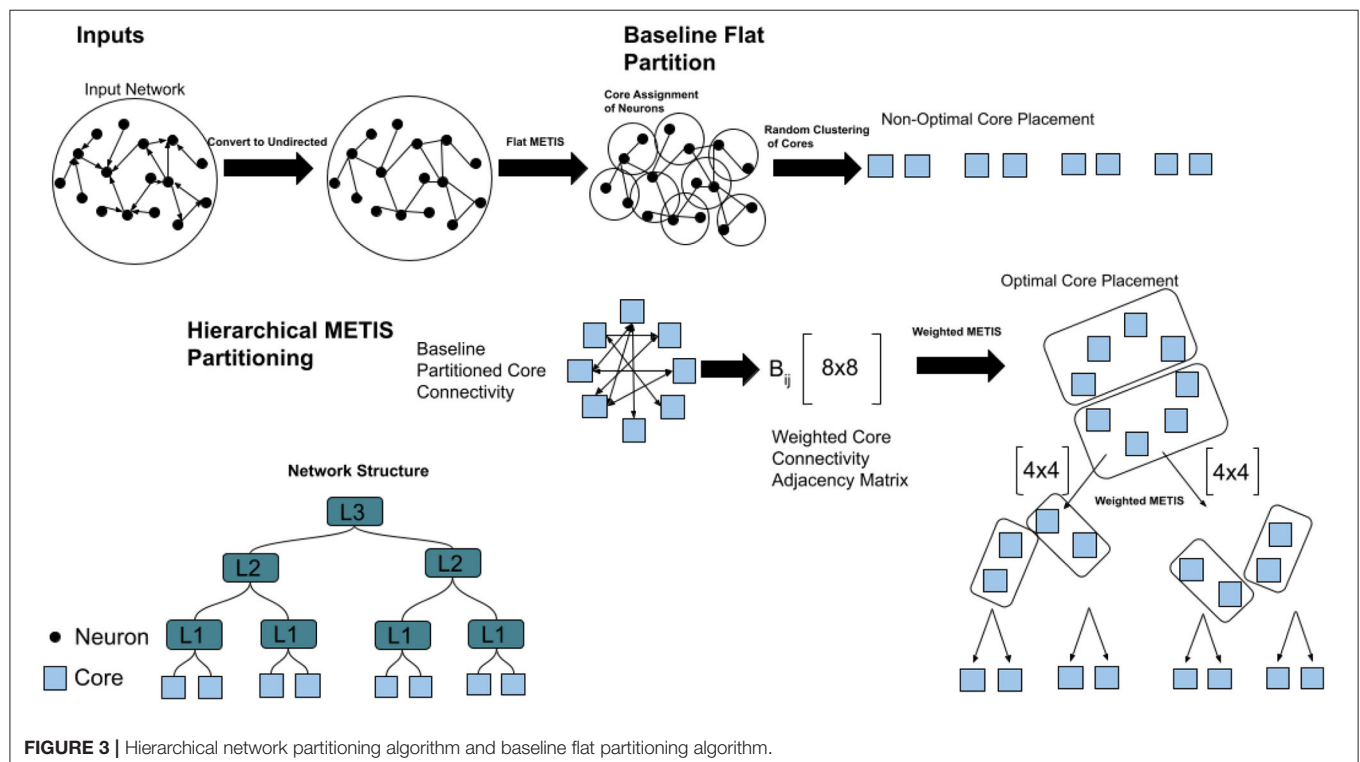 Inputs
Baseline Flat
Partition
Input Network
Convert to Undirected
Flat METIS
Core Assignment
of Neurons
Random Clustering
of Cores
Non-Optimal Core Placement
Hierarchical METIS
Partitioning
Baseline
Partitioned Core
Connectivity
Bij [8x8]
Weighted Core
Connectivity
Adjacency Matrix
Weighted METIS
Optimal Core Placement
[4x4]
[4x4]
Weighted METIS
Network Structure
L3
L2
L2
L1
L1
L1
L1
Neuron
Core
FIGURE 3 | Hierarchical network partitioning algorithm and baseline flat partitioning algorithm.